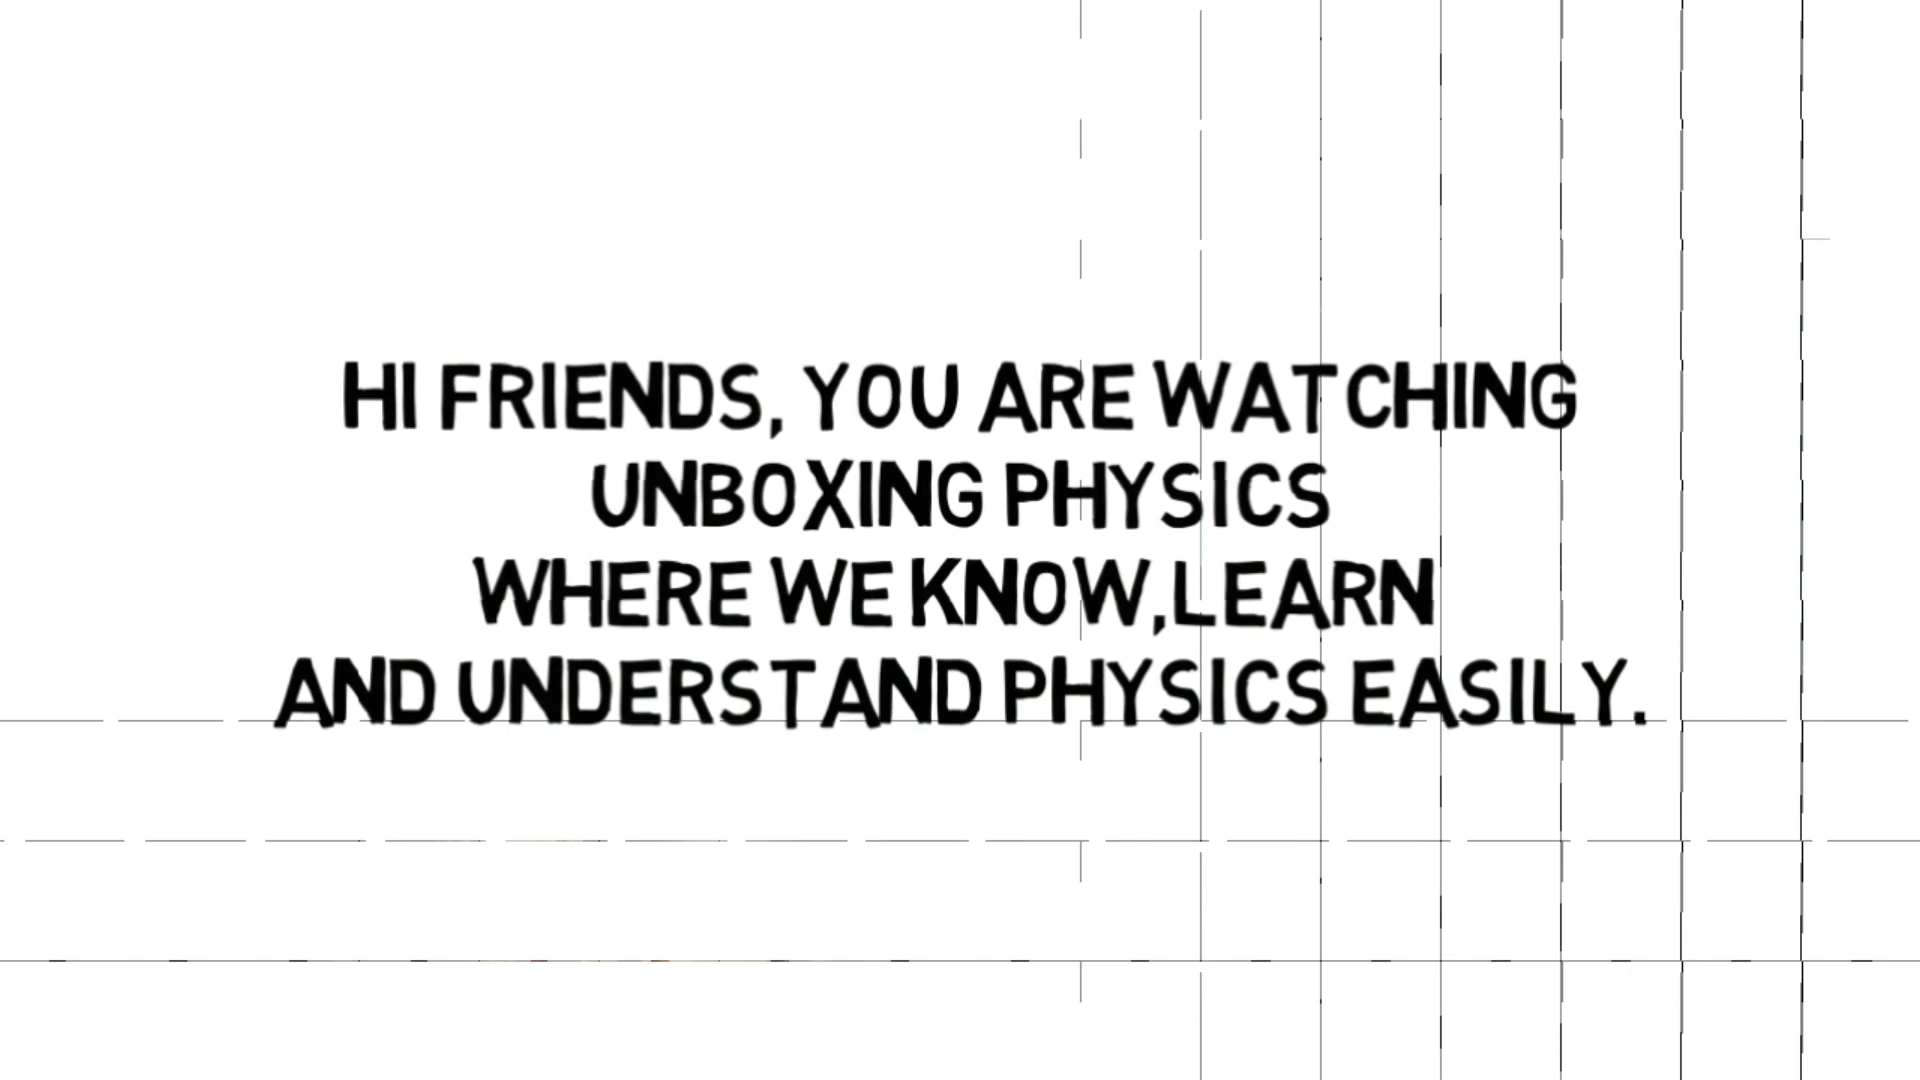 HI FRIENDS, YOU ARE WATCHING
UNBOXING PHYSICS
WHERE WE KNOW,LEARN
AND UNDERSTAND PHYSICS EASILY.